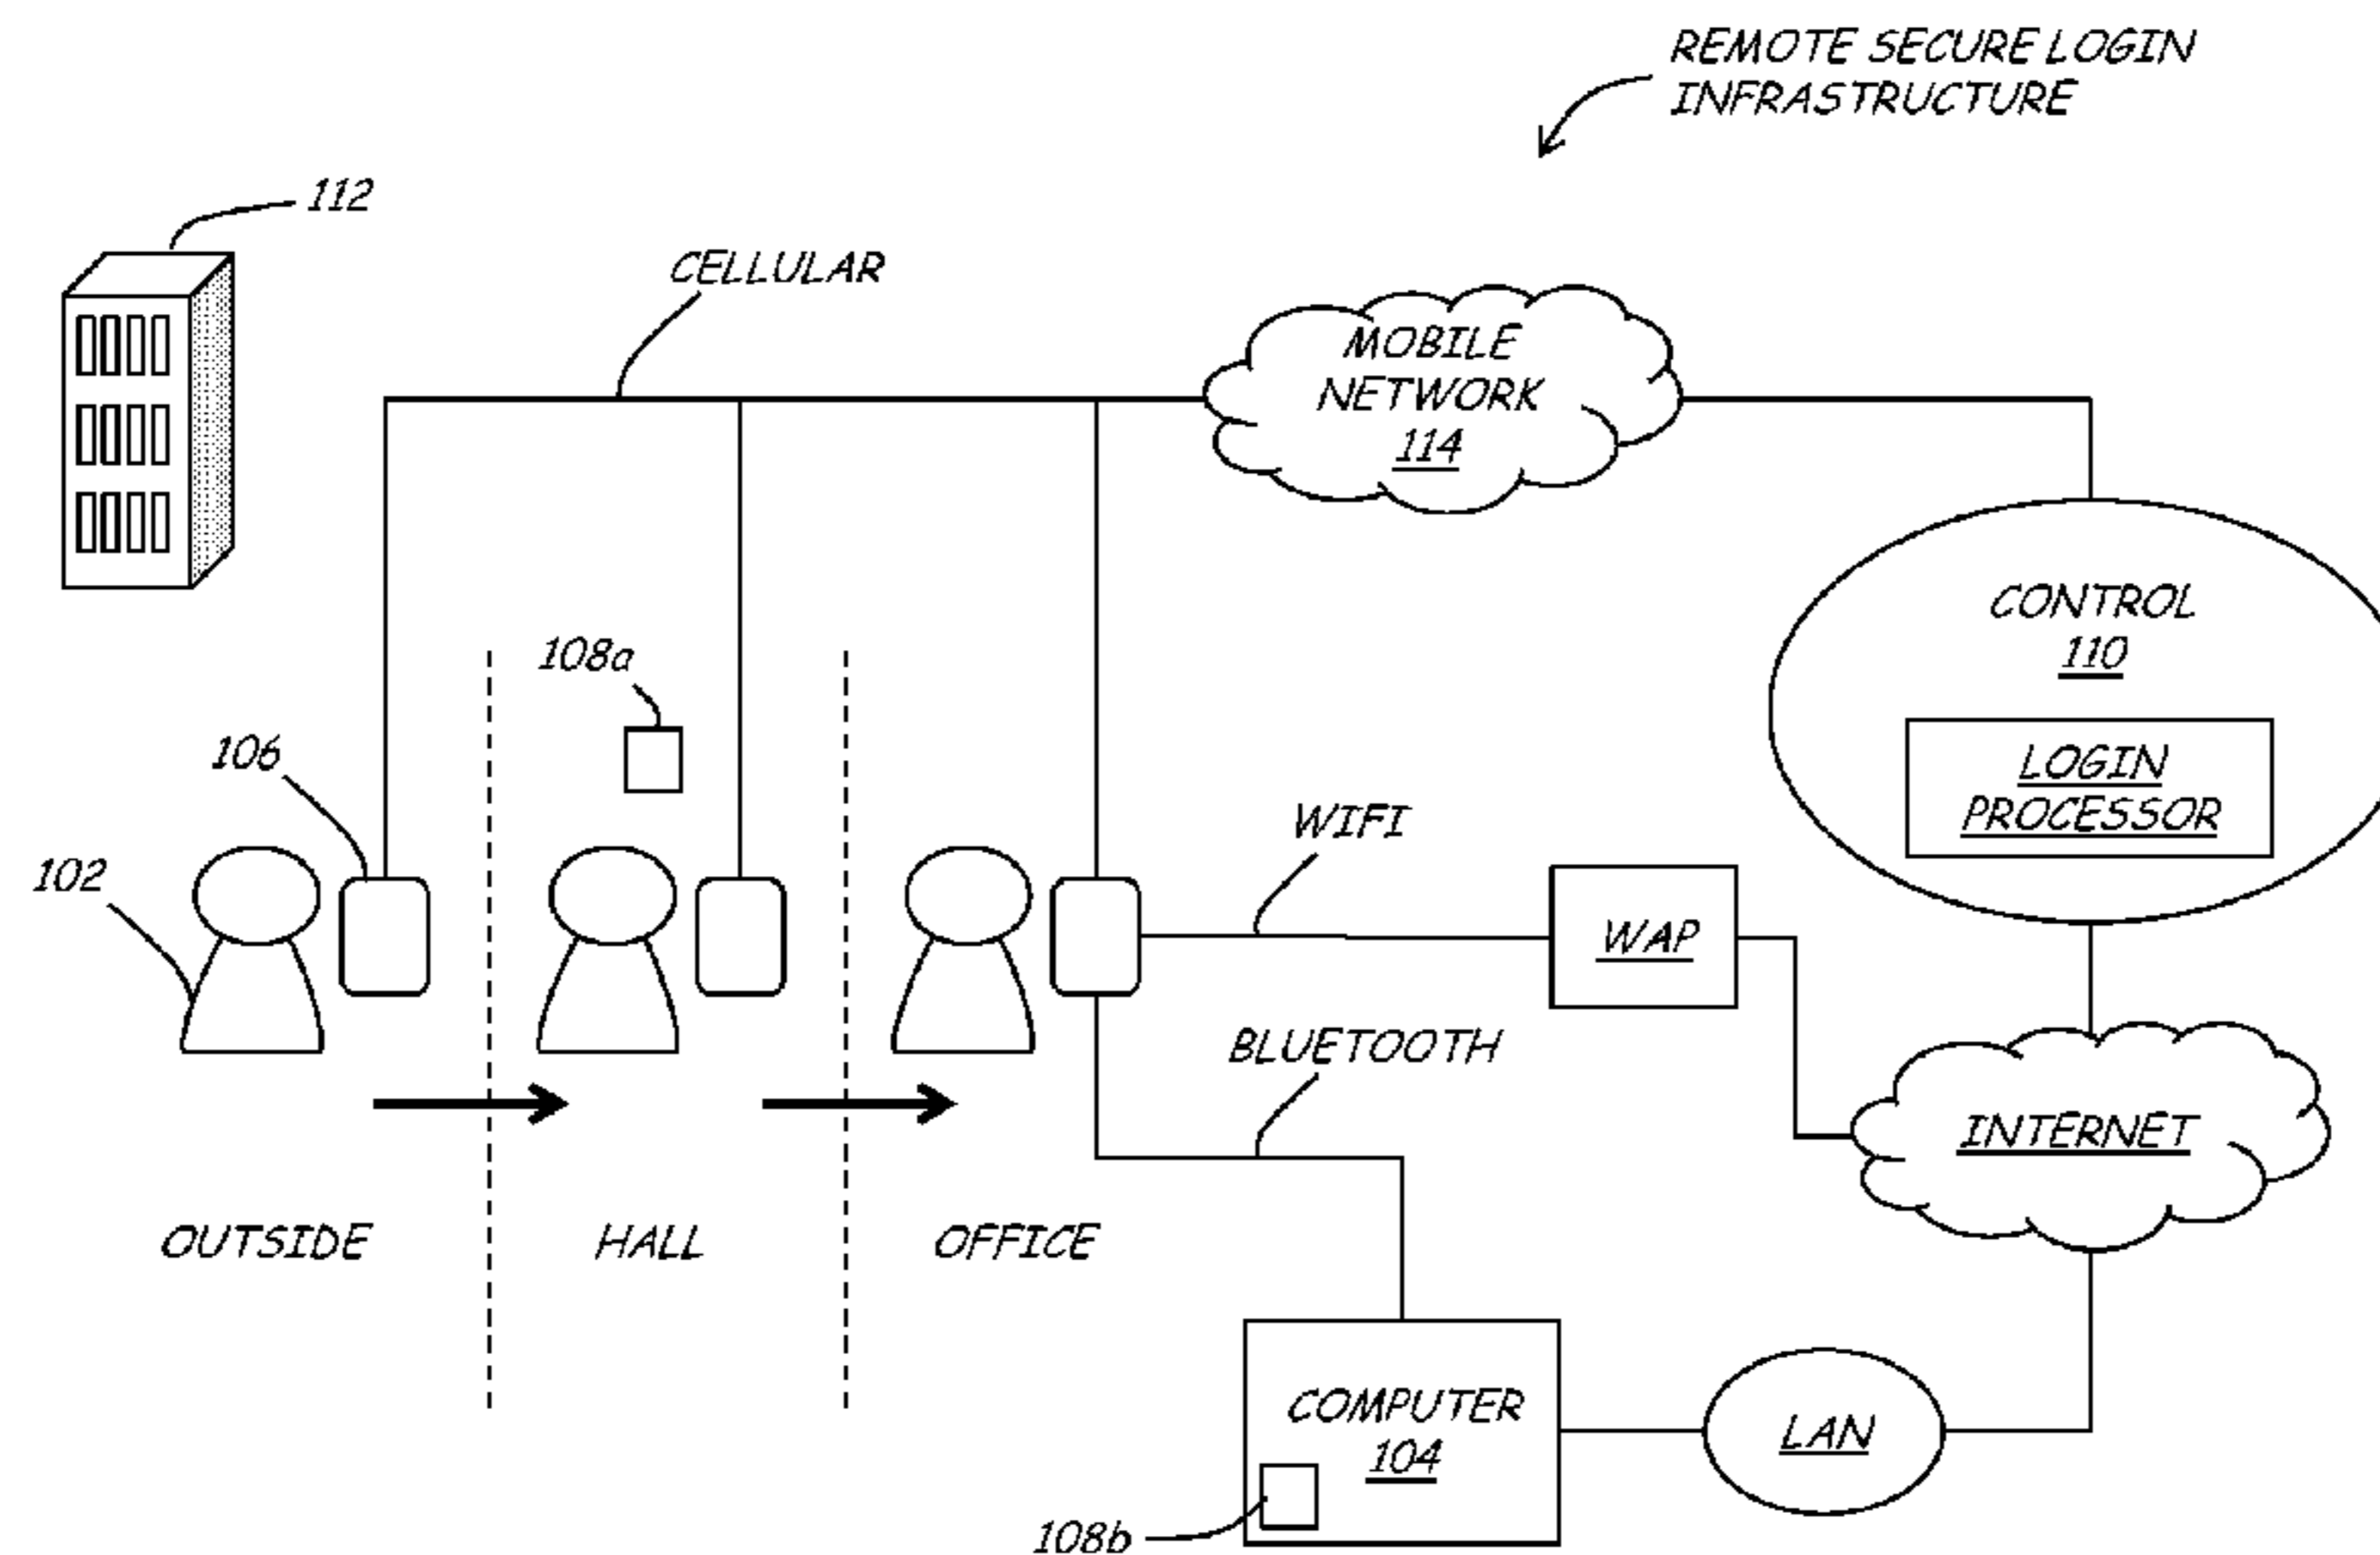 REMOTE SECURE LOGIN
INFRASTRUCTURE
112
CELLULAR
MOBILE
NETWORK
114
CONTROL
110
108a
LOGIN
PROCESSOR
106
WIFI
102
WAP
BLUETOOTH
INTERNET
OUTSIDE
HALL
OFFICE
COMPUTER
104
LAN
108b